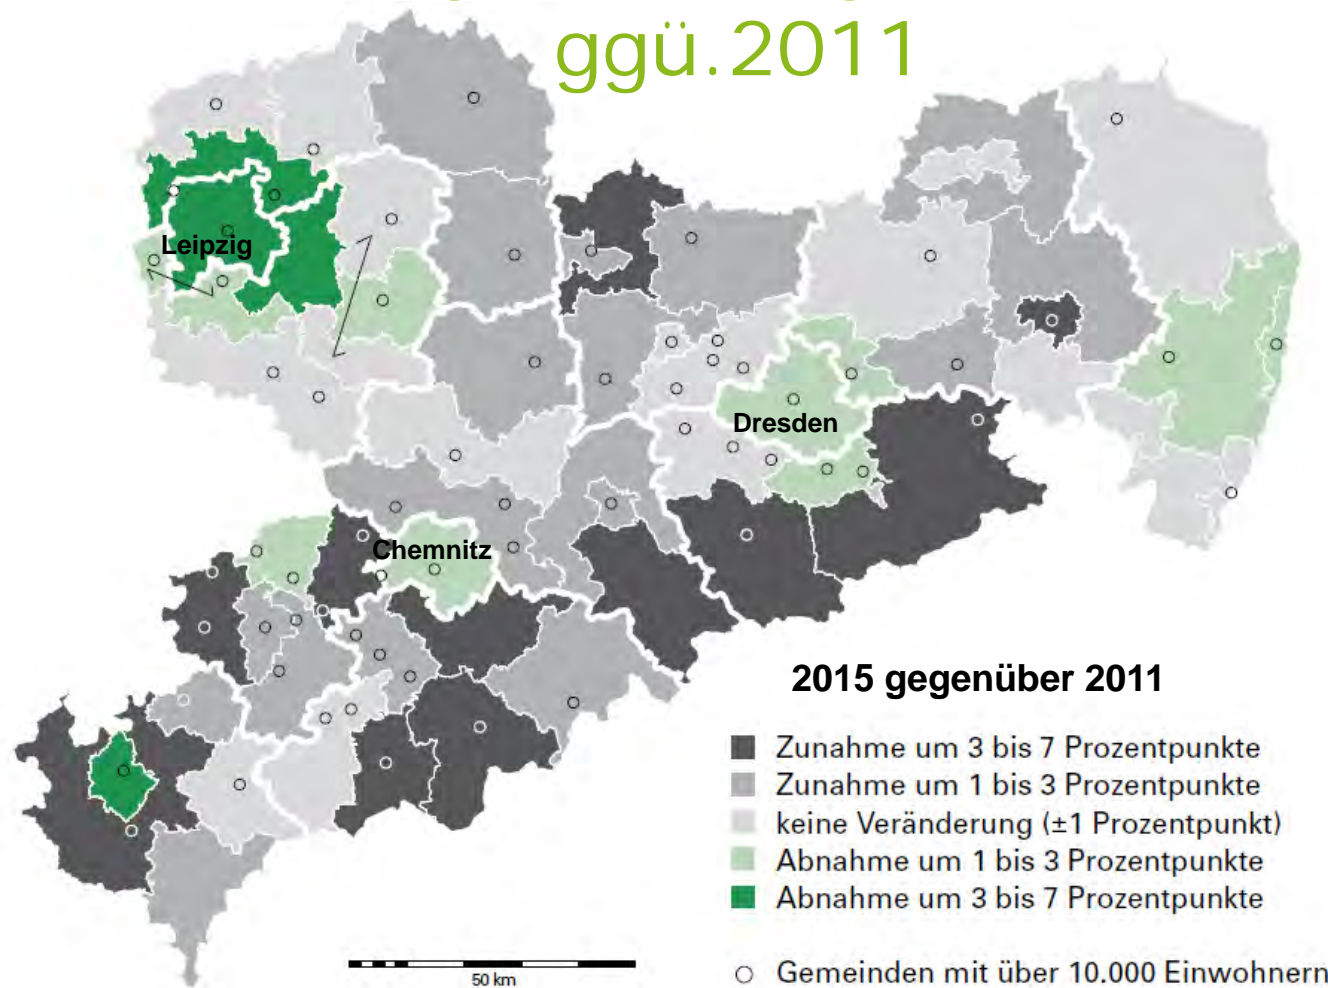 ggü.2011
Leipzig
Dresden
Chemnitz
2015 gegenüber 2011
Zunahme um 3 bis 7 Prozentpunkte
Zunahme um 1 bis 3 Prozentpunkte
keine Veränderung (±1 Prozentpunkt)
Abnahme um 1 bis 3 Prozentpunkte
Abnahme um 3 bis 7 Prozentpunkte
Gemeinden mit über 10.000 Einwohnern
50 km